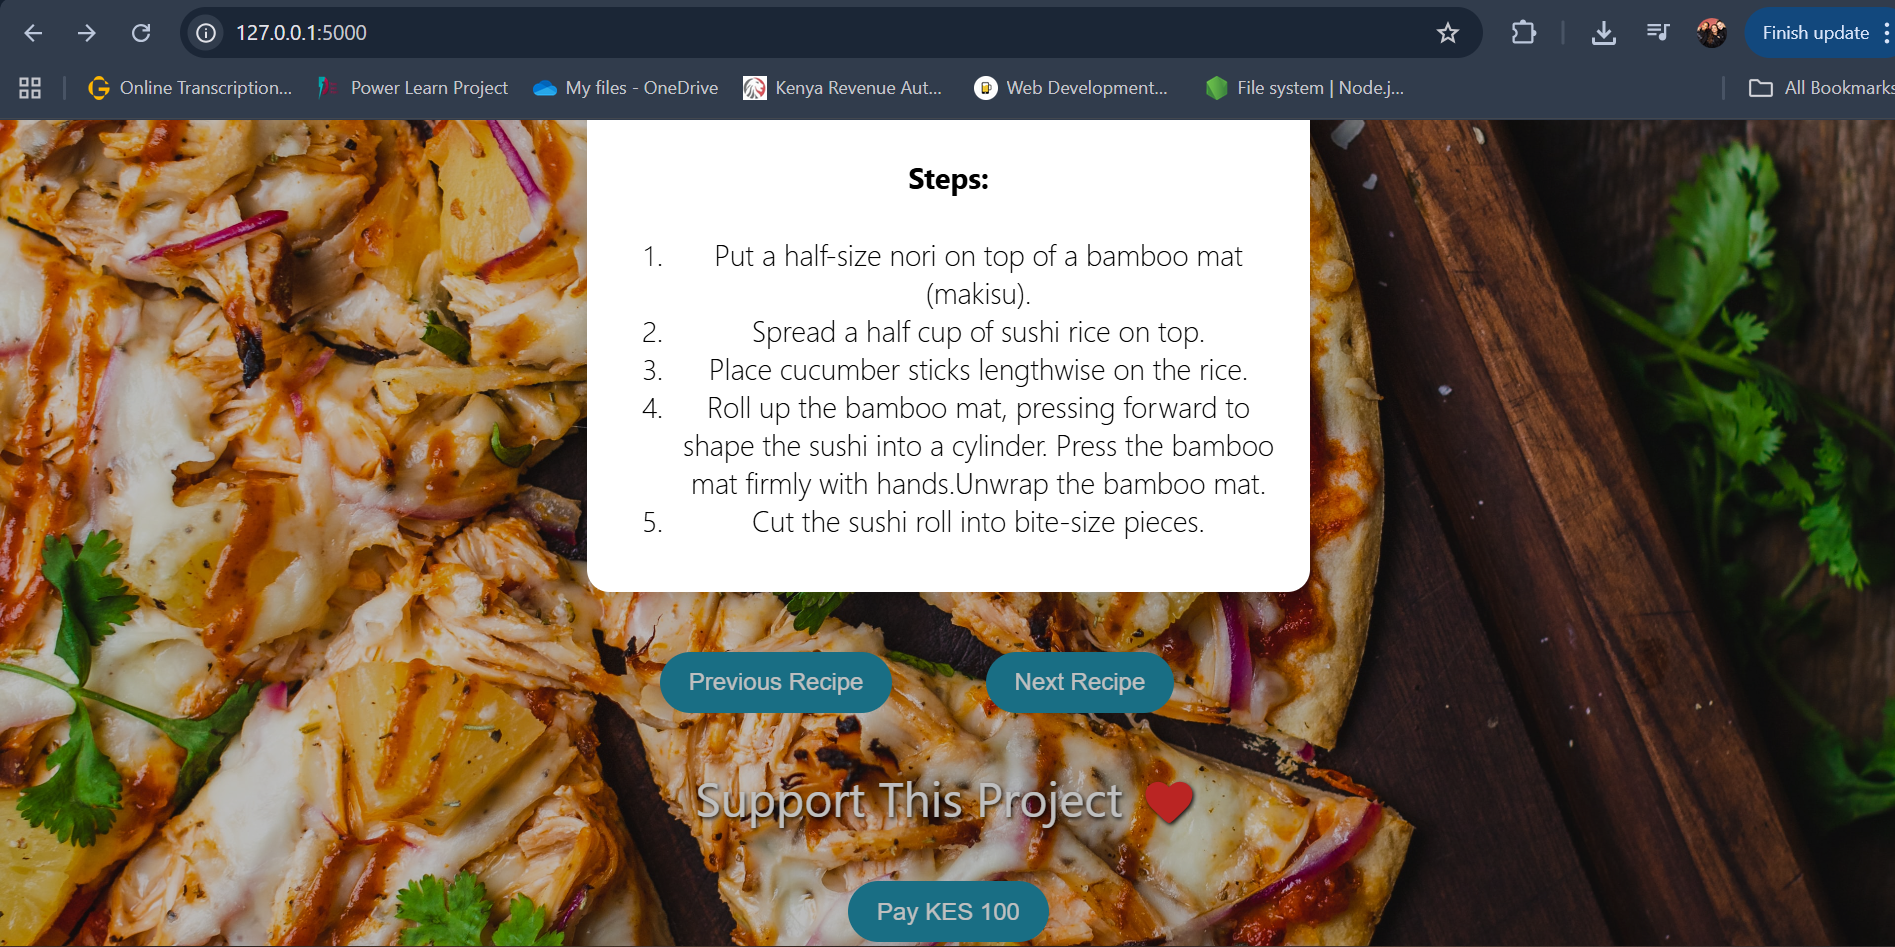 127.0.0.1:5000
Finish update
Online Transcription...
Power Learn Project
My files - OneDrive
Kenya Revenue Aut...
Web Development...
File system | Node.j...
All Bookmarks
Steps:
1. Put a half-size nori on top of a bamboo mat
(makisu).
2. Spread a half cup of sushi rice on top.
3. Place cucumber sticks lengthwise on the rice.
4. Roll up the bamboo mat, pressing forward to
shape the sushi into a cylinder. Press the bamboo
mat firmly with hands.Unwrap the bamboo mat.
5. Cut the sushi roll into bite-size pieces.
Previous Recipe
Next Recipe
Support This Project ❤
Pay KES 100